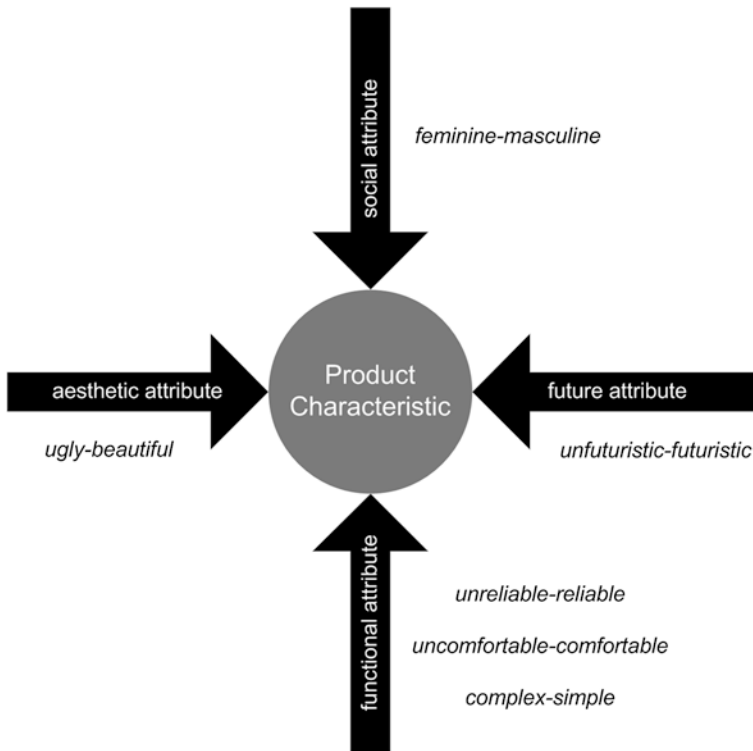 social attribute
feminine-masculine
Product
Characteristic
aesthetic attribute
ugly-beautiful
future attribute
unfuturistic-futuristic
functional attribute
unreliable-reliable
uncomfortable-comfortable
complex-simple